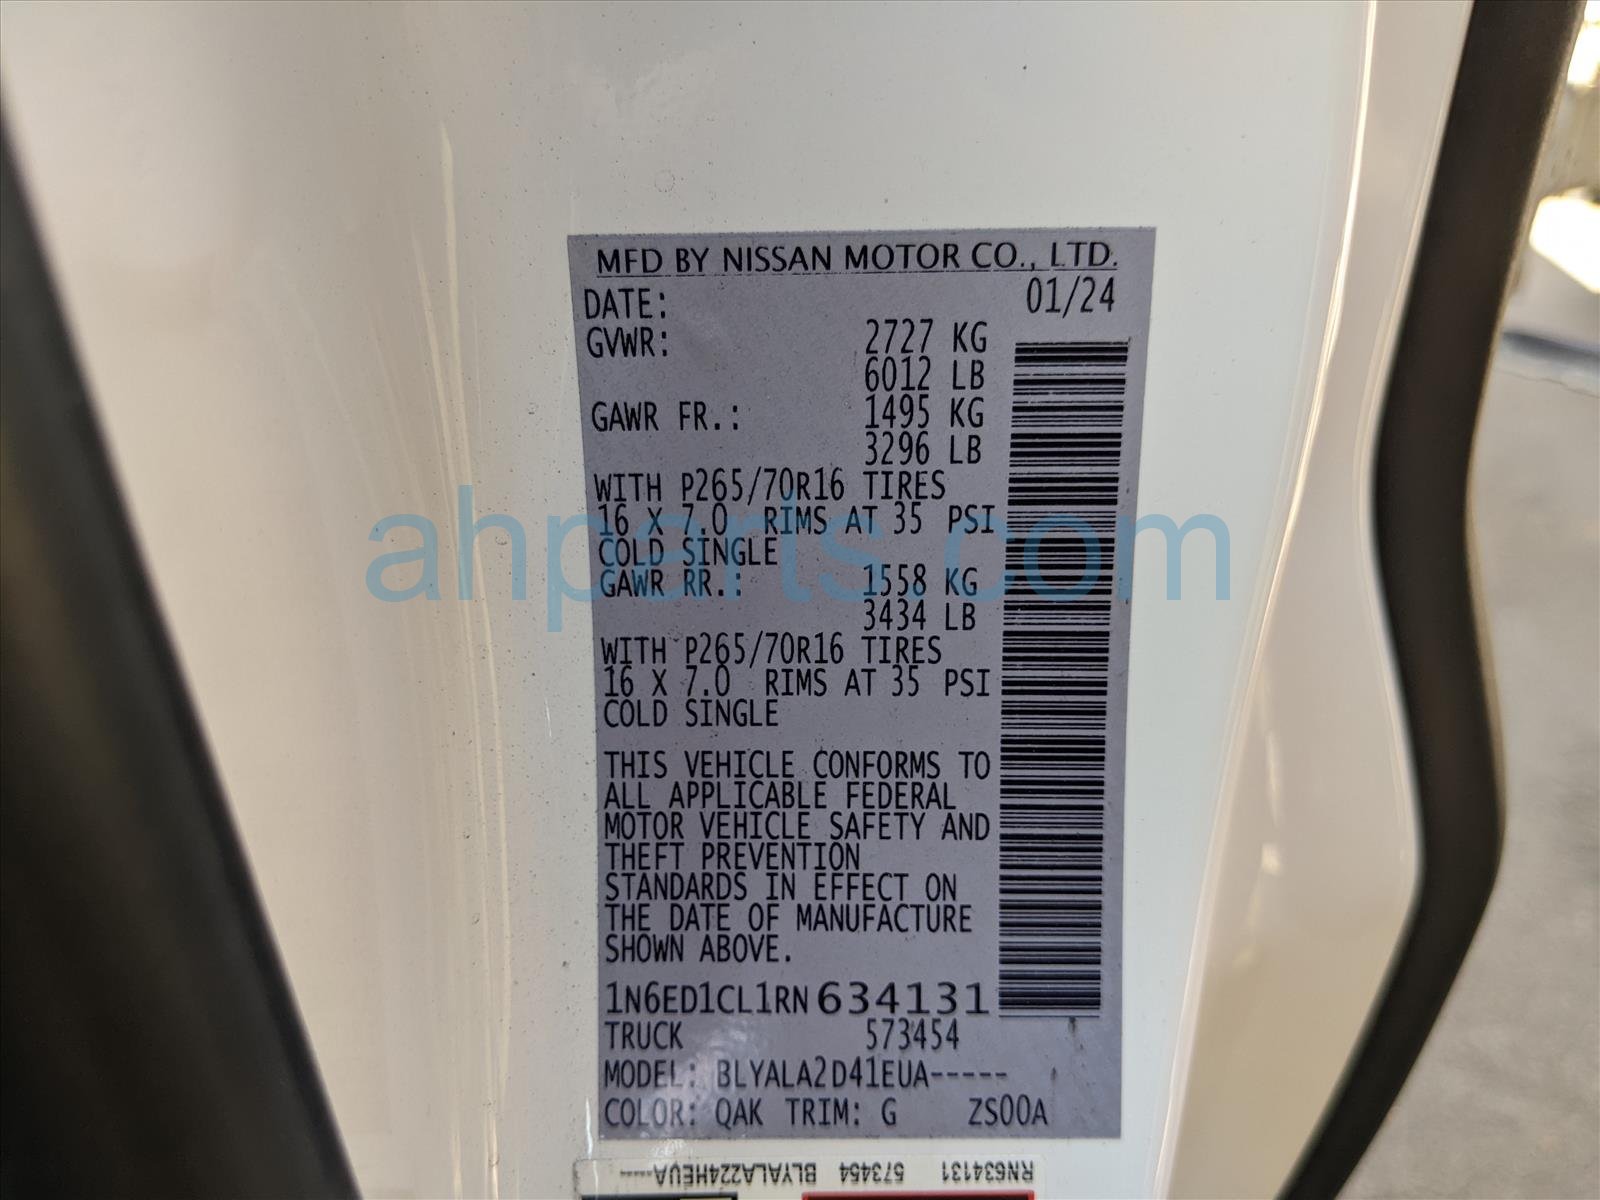 MFD BY NISSAN MOTOR CO., LTD.
DATE: 01/24
GVWR: 2727 KG
6012 LB
GAWR FR.: 1495 KG
3296 LB
WITH P265/70R16 TIRES
16 X 7.0 RIMS AT 35 PSI
COLD SINGLE
GAWR RR.: 1558 KG
3434 LB
WITH P265/70R16 TIRES
16 X 7.0 RIMS AT 35 PSI
COLD SINGLE
THIS VEHICLE CONFORMS TO
ALL APPLICABLE FEDERAL
MOTOR VEHICLE SAFETY AND
THEFT PREVENTION
STANDARDS IN EFFECT ON
THE DATE OF MANUFACTURE
SHOWN ABOVE.
1N6ED1CL1RN634131
TRUCK 573454
MODEL: BLYALA2D41EUA-----
COLOR: QAK TRIM: G ZS00A
RN634131 573454 BLYALAZZ4HEUA-----
ahparts.com